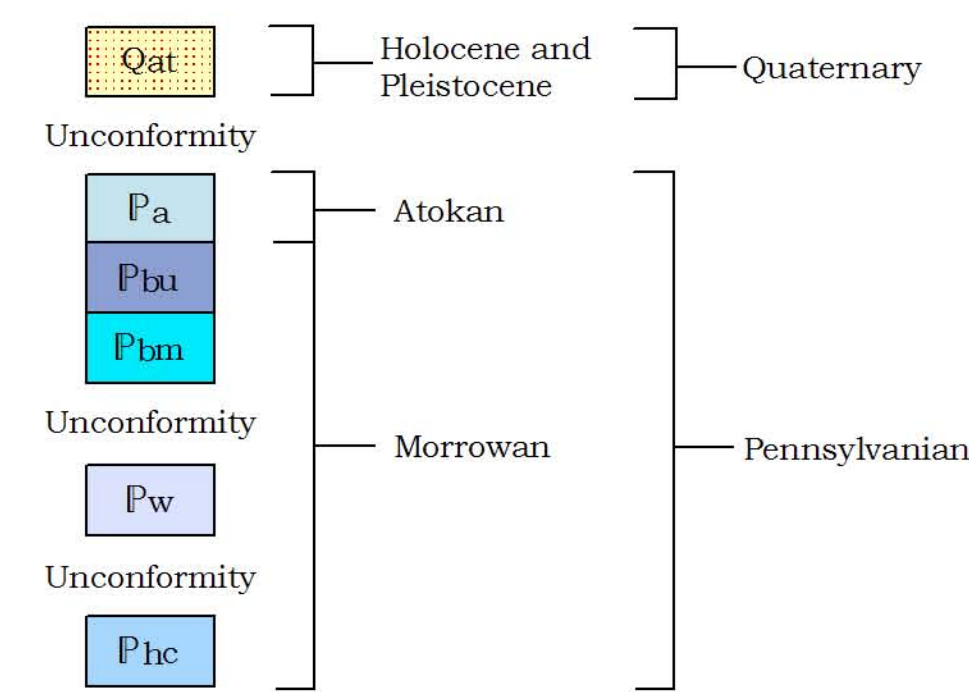 Qat
Holocene and
Pleistocene
Quaternary
Unconformity
ℙa
Atokan
ℙbu
ℙbm
Unconformity
Morrowan
Pennsylvanian
ℙw
Unconformity
ℙhc